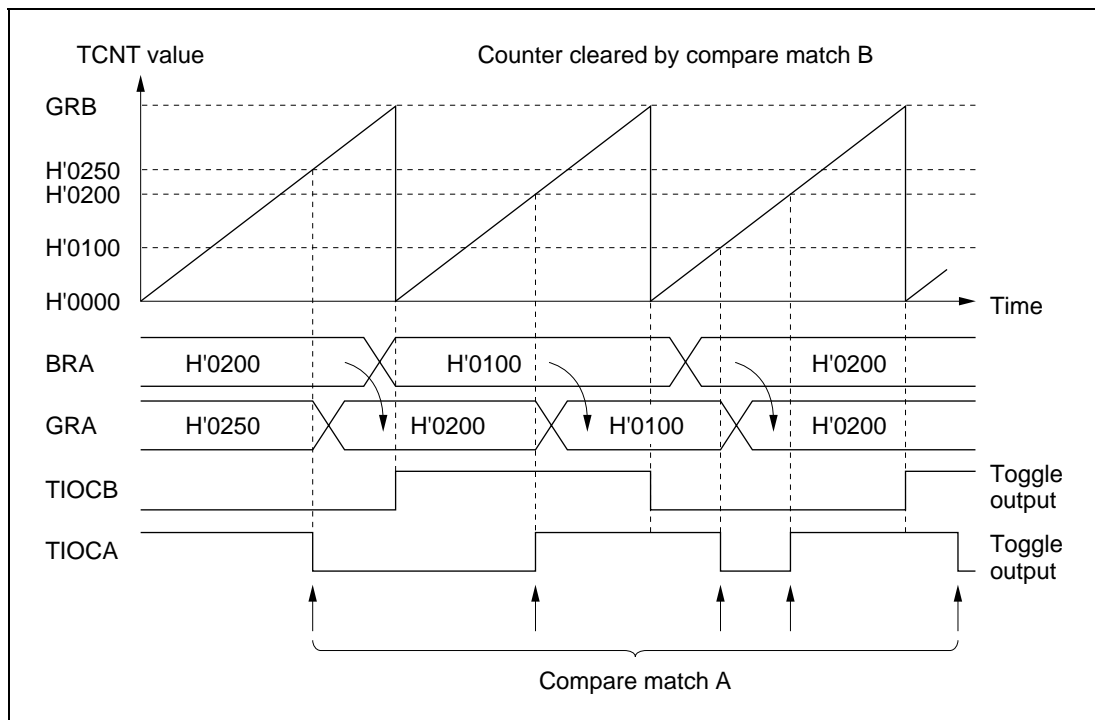 TCNT value
Counter cleared by compare match B
GRB
H'0250
H'0200
H'0100
H'0000
Time
BRA
H'0200
H'0100
H'0200
GRA
H'0250
H'0200
H'0100
H'0200
TIOCB
Toggle
output
TIOCA
Toggle
output
Compare match A